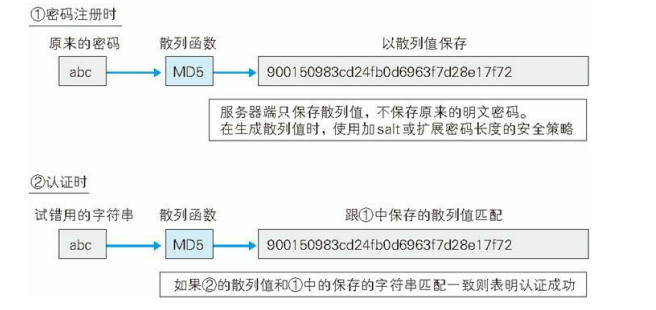 ①密码注册时
原来的密码 散列函数 以散列值保存
abc MD5 900150983cd24fb0d6963f7d28e17f72
服务器端只保存散列值，不保存原来的明文密码。
在生成散列值时，使用加salt或扩展密码长度的安全策略
②认证时
试错用的字符串 散列函数 跟①中保存的散列值匹配
abc MD5 900150983cd24fb0d6963f7d28e17f72
如果②的散列值和①中的保存的字符串匹配一致则表明认证成功